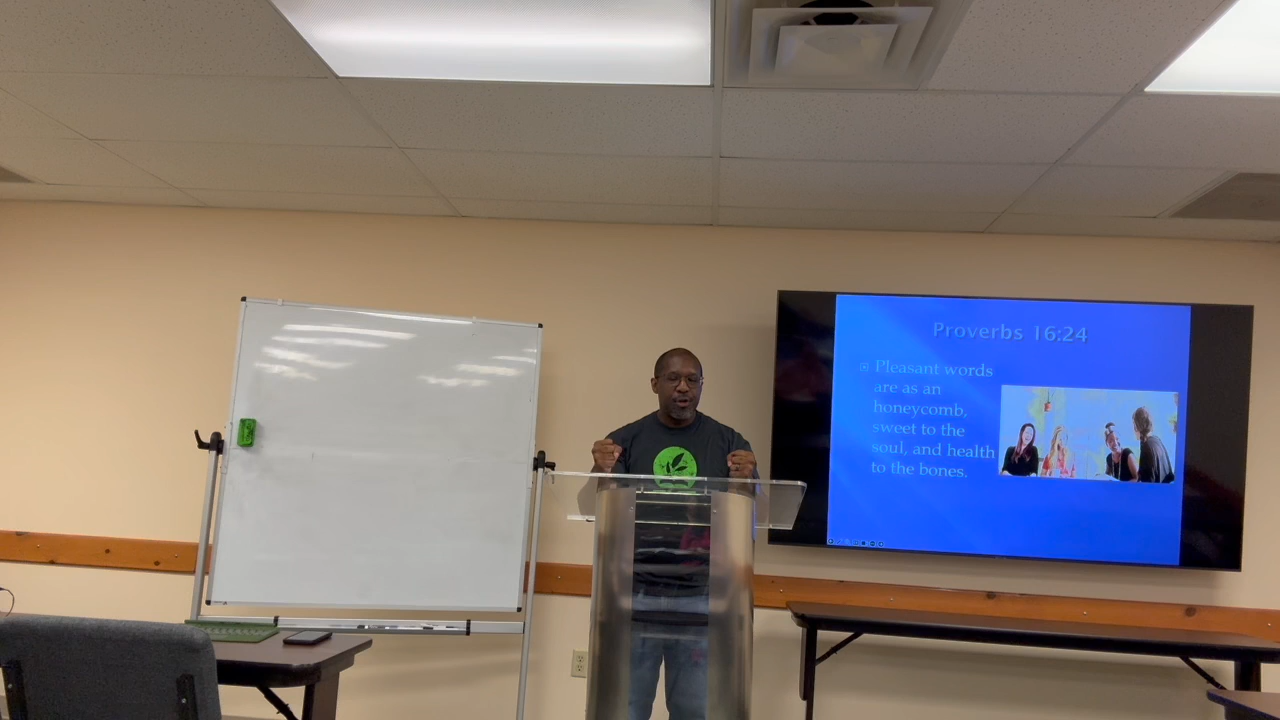 Proverbs 16:24
Pleasant words
are as an
honeycomb,
sweet to the
soul, and health
to the bones.